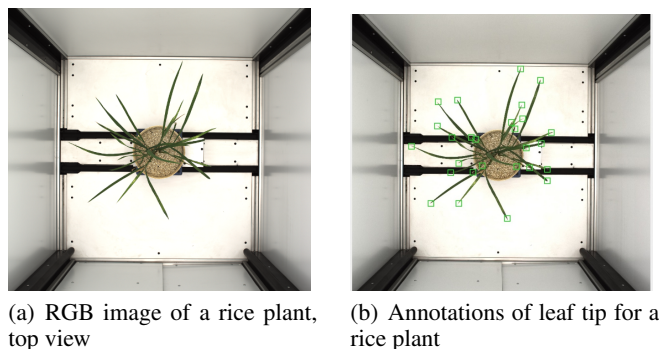 (a) RGB image of a rice plant,
top view
(b) Annotations of leaf tip for a
rice plant